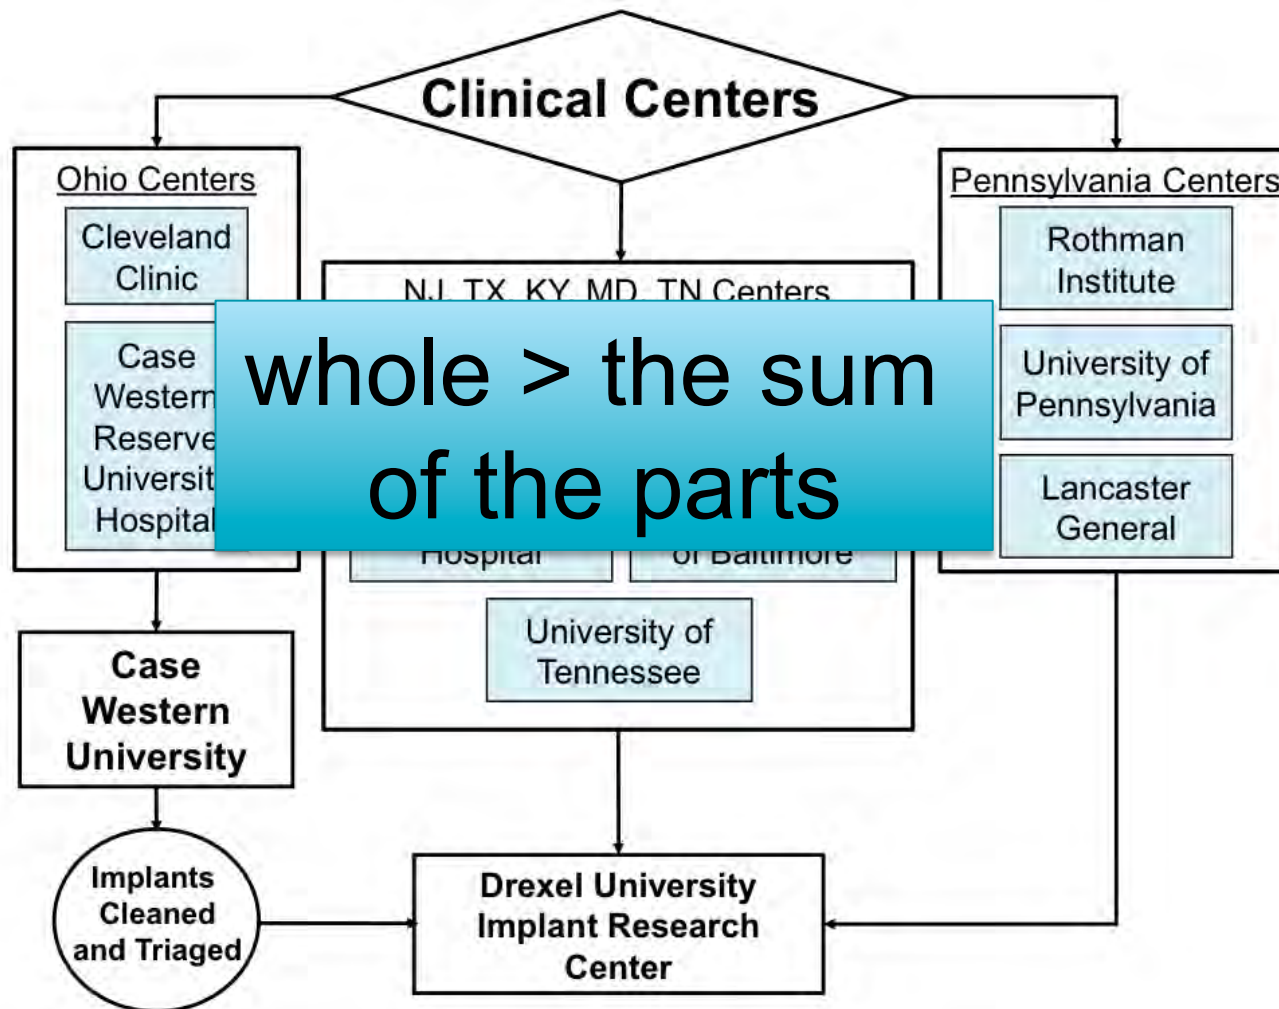 Clinical Centers
Ohio Centers
Cleveland
Clinic
Case
Western
Reserve
Universit
Hospital
NJ, TX, KY, MD, TN Centers
whole > the sum
of the parts
Hospital
of Baltimore
University of
Tennessee
Pennsylvania Centers
Rothman
Institute
University of
Pennsylvania
Lancaster
General
Case
Western
University
Implants
Cleaned
and Triaged
Drexel University
Implant Research
Center